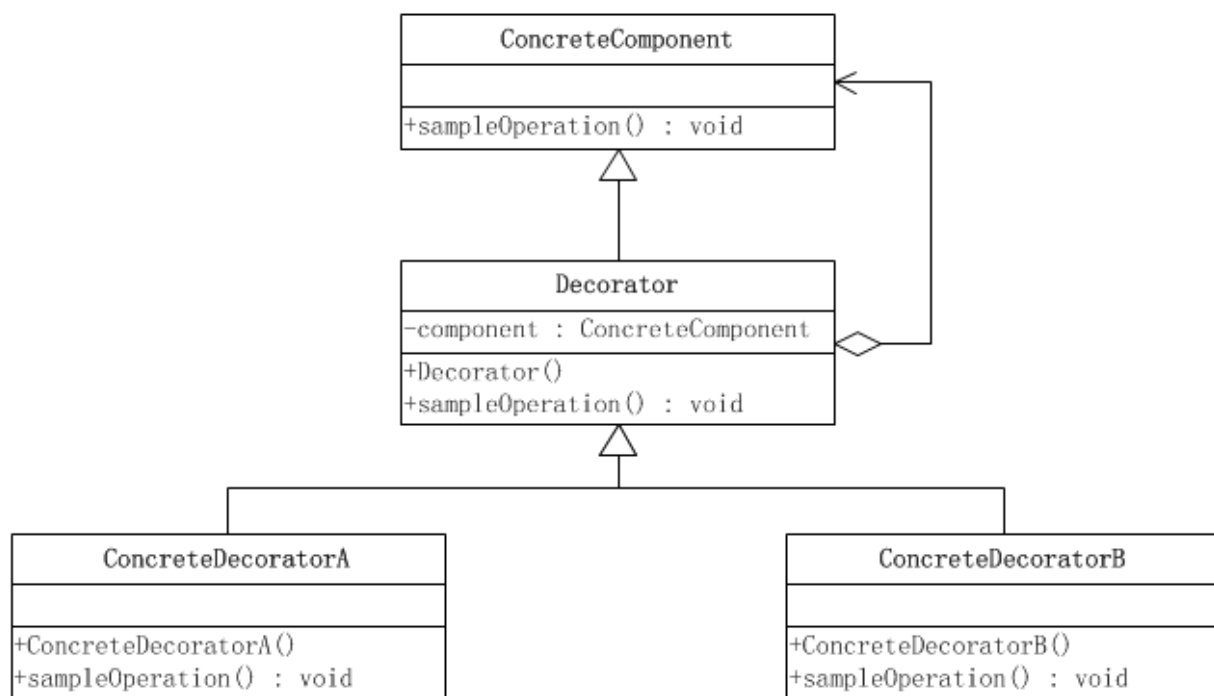 ConcreteComponent
+sampleOperation() : void
Decorator
-component : ConcreteComponent
+Decorator()
+sampleOperation() : void
ConcreteDecoratorA
+ConcreteDecoratorA()
+sampleOperation() : void
ConcreteDecoratorB
+ConcreteDecoratorB()
+sampleOperation() : void